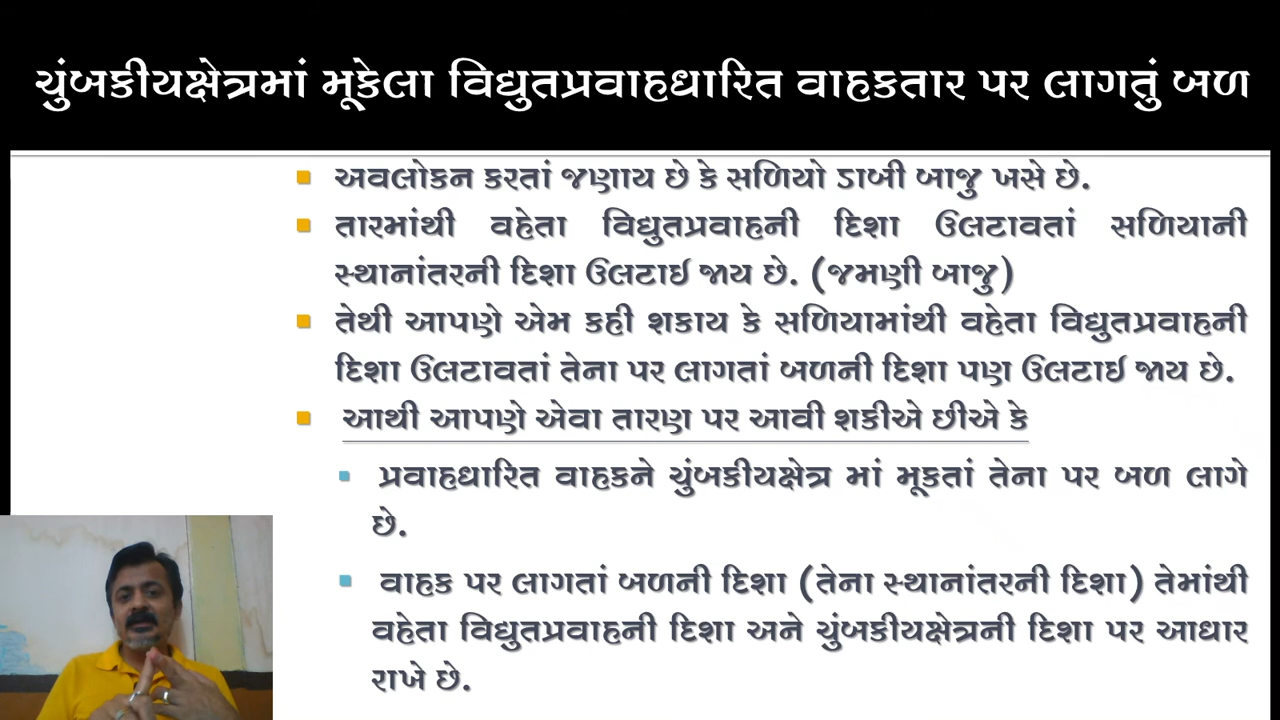 ચુંબકીયક્ષેત્રમાં મૂકેલા વિદ્યુતપ્રવાહધારિત વાહકતાર પર લાગતું બળ
અવલોકન કરતાં જણાય છે કે સળિયો ડાબી બાજુ ખસે છે.
તારમાંથી વહેતા વિદ્યુતપ્રવાહની દિશા ઉલટાવતાં સળિયાની
સ્થાનાંતરની દિશા ઉલટાઇ જાય છે. (જમણી બાજુ)
તેથી આપણે એમ કહી શકાય કે સળિયામાંથી વહેતા વિદ્યુતપ્રવાહની
દિશા ઉલટાવતાં તેના પર લાગતાં બળની દિશા પણ ઉલટાઇ જાય છે.
આથી આપણે એવા તારણ પર આવી શકીએ છીએ કે
પ્રવાહધારિત વાહકને ચુંબકીયક્ષેત્ર માં મૂકતાં તેના પર બળ લાગે
છે.
વાહક પર લાગતાં બળની દિશા (તેના સ્થાનાંતરની દિશા) તેમાંથી
વહેતા વિદ્યુતપ્રવાહની દિશા અને ચુંબકીયક્ષેત્રની દિશા પર આધાર
રાખે છે.